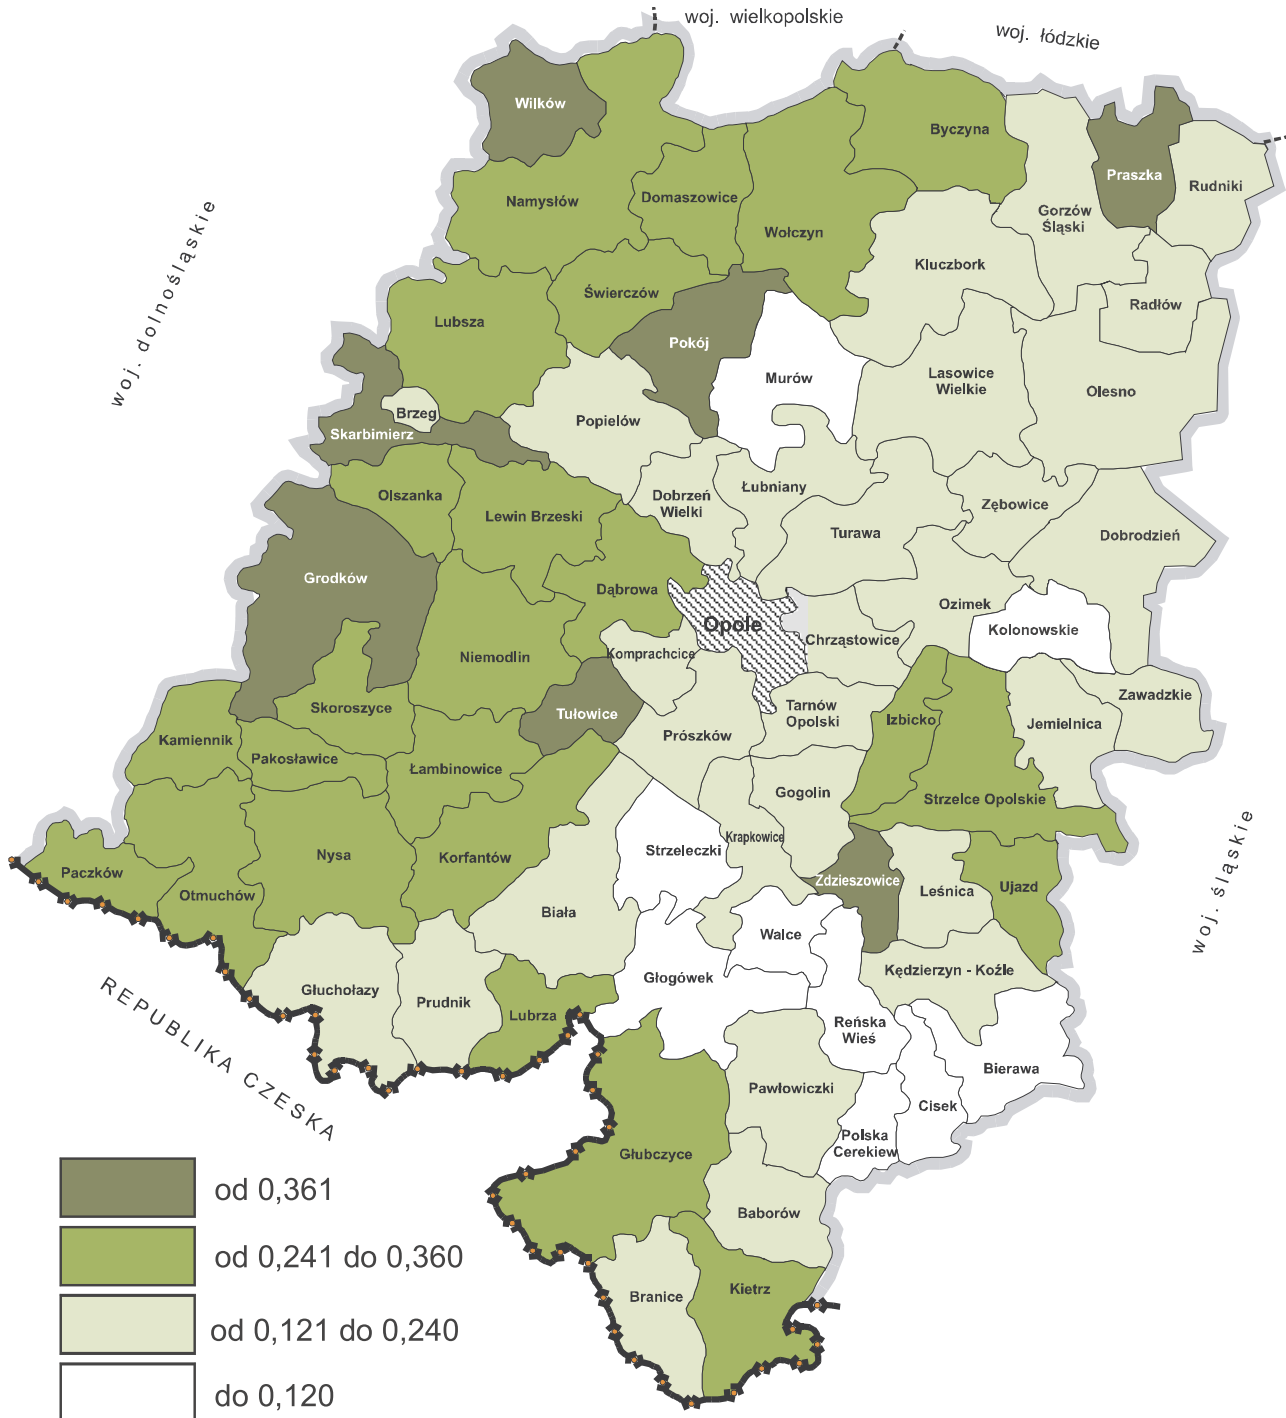 woj. wielkopolskie
woj. łódzkie
Wilków
Byczyna
Praszka
Rudniki
Namysłów
Domaszowice
Wołczyn
Gorzów
Śląski
Kluczbork
woj. dolnośląskie
Świerczów
Radłów
Lubsza
Pokój
Murów
Lasowice
Wielkie
Olesno
Brzeg
Popielów
Skarbimierz
Olszanka
Dobrzeń
Wielki
Łubniany
Zębowice
Lewin Brzeski
Turawa
Dobrodzień
Grodków
Dąbrowa
Ozimek
Opole
Kolonowskie
Chrząstowice
Niemodlin
Komprachcice
Zawadzkie
Skoroszyce
Tułowice
Tarnów
Opolski
Izbicko
Jemielnica
Kamiennik
Prószków
Pakosławice
Łambinowice
Gogolin
Strzelce Opolskie
Krapkowice
Nysa
Korfantów
Strzeleczki
woj. śląskie
Paczków
Otmuchów
Zdzieszowice
Leśnica
Ujazd
Biała
Walce
Głogówek
Kędzierzyn - Koźle
Głuchołazy
Prudnik
Lubrza
Reńska
Wieś
REPUBLIKA CZESKA
Bierawa
Pawłowiczki
Cisek
Polska
Cerekiew
Głubczyce
Baborów
Kietrz
Branice
od 0,361
od 0,241 do 0,360
od 0,121 do 0,240
do 0,120